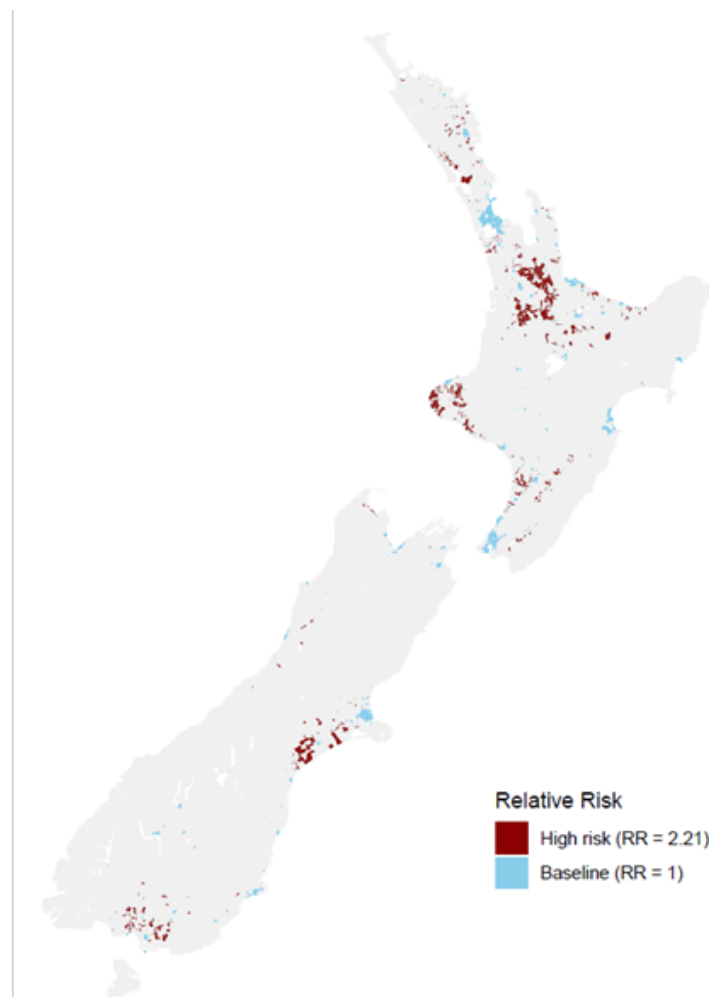 Relative Risk
High risk (RR = 2.21)
Baseline (RR = 1)